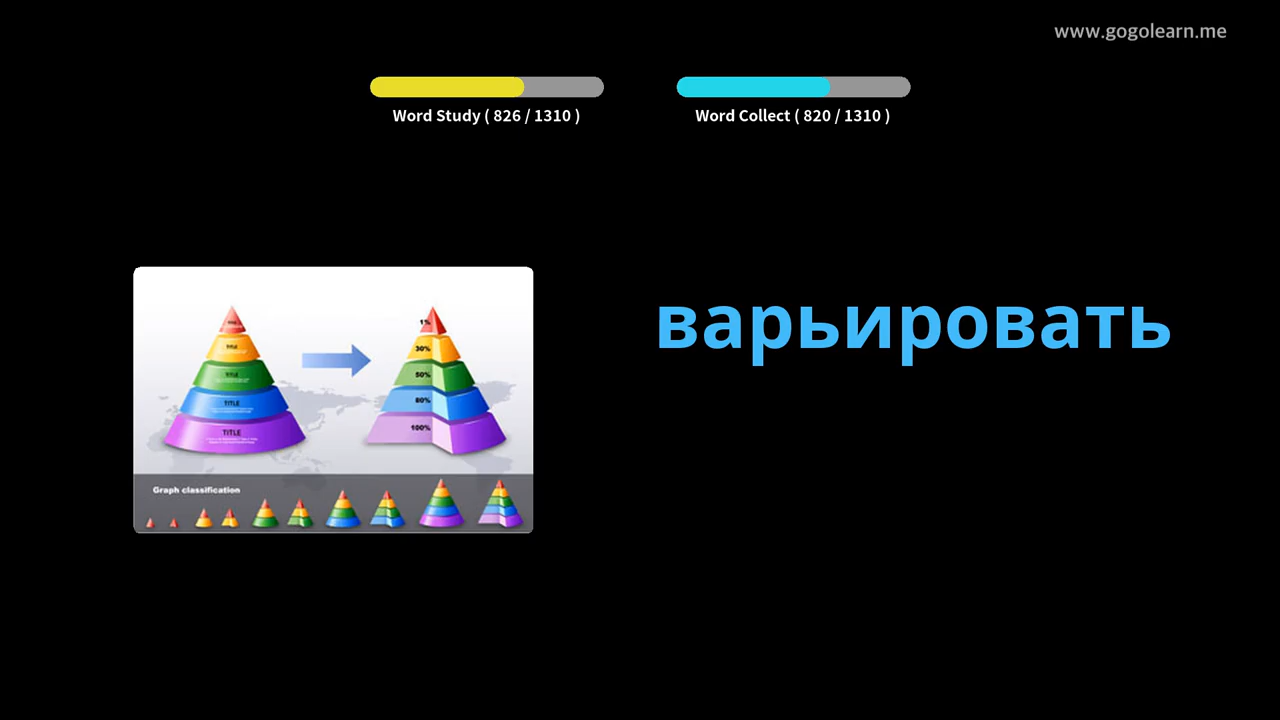 www.gogolearn.me
Word Study ( 826 / 1310 )
Word Collect ( 820 / 1310 )
варьировать
TITLE
TITLE
TITLE
TITLE
1%
30%
50%
80%
100%
Graph classification